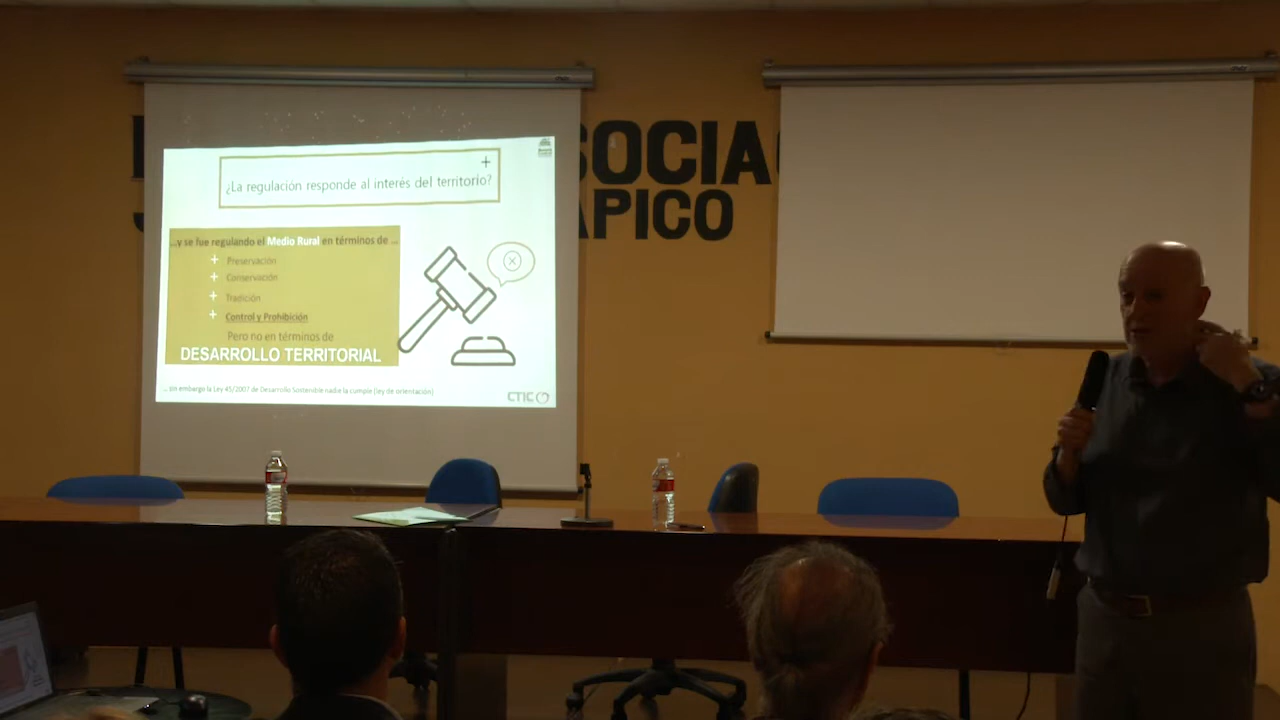 SOCIA
APICO
+
¿La regulación responde al interés del territorio?
...y se fue regulando el Medio Rural en términos de ...
+ Preservación
+ Conservación
+ Tradición
+ Control y Prohibición
Pero no en términos de
DESARROLLO TERRITORIAL
... sin embargo la Ley 45/2007 de Desarrollo Sostenible nadie la cumple (ley de orientación)
CTIC